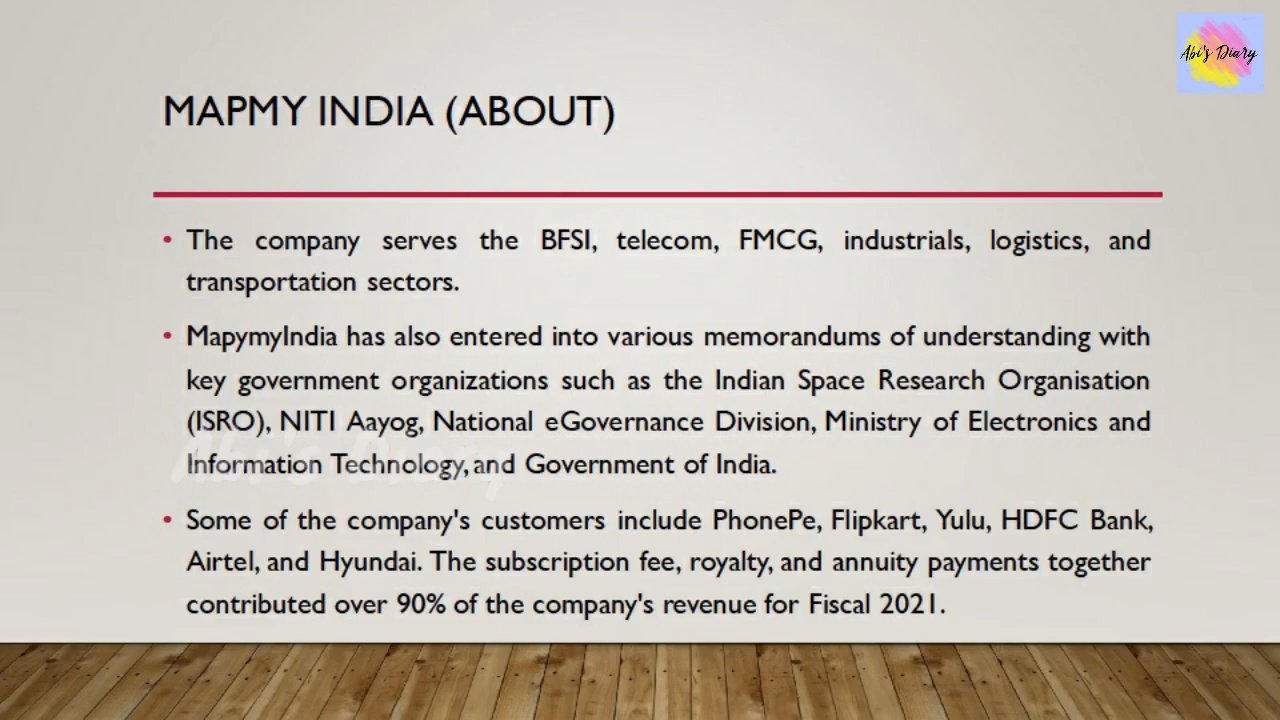 Abi's Diary
MAPMY INDIA (ABOUT)
• The company serves the BFSI, telecom, FMCG, industrials, logistics, and
transportation sectors.
• MapymyIndia has also entered into various memorandums of understanding with
key government organizations such as the Indian Space Research Organisation
(ISRO), NITI Aayog, National eGovernance Division, Ministry of Electronics and
Information Technology, and Government of India.
Abi's Diary
• Some of the company's customers include PhonePe, Flipkart, Yulu, HDFC Bank,
Airtel, and Hyundai. The subscription fee, royalty, and annuity payments together
contributed over 90% of the company's revenue for Fiscal 2021.